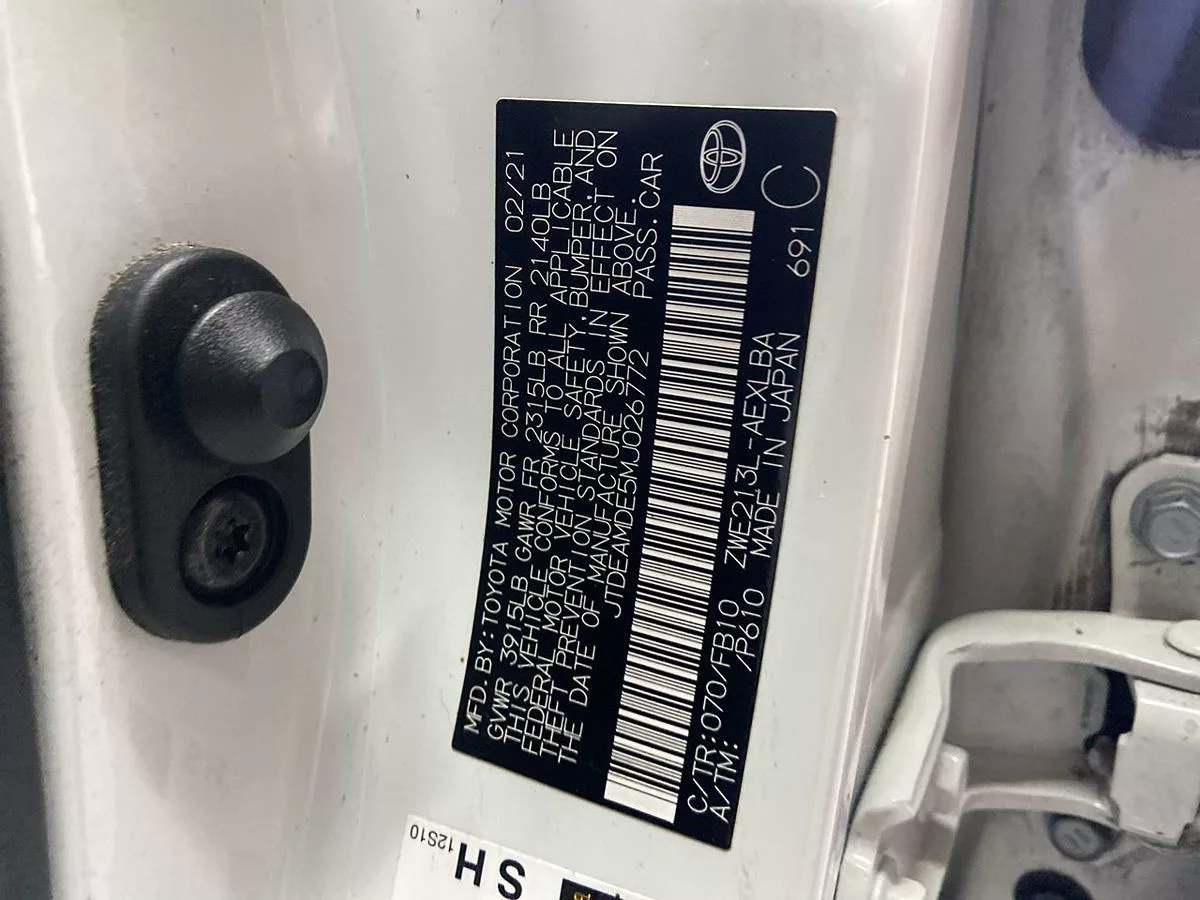 MFD. BY: TOYOTA MOTOR CORPORATION 02/21
GVWR 3915LB GAWR FR 2315LB RR 2140LB
THIS VEHICLE CONFORMS TO ALL APPLICABLE
FEDERAL MOTOR VEHICLE SAFETY, BUMPER, AND
THEFT PREVENTION STANDARDS IN EFFECT ON
THE DATE OF MANUFACTURE SHOWN ABOVE.
JTDEAMDE5MJ026772 PASS. CAR
C/TR: 070/FB10 ZWE213L-AEXLBA 691 C
A/TM: /P610 MADE IN JAPAN
SH
12S10